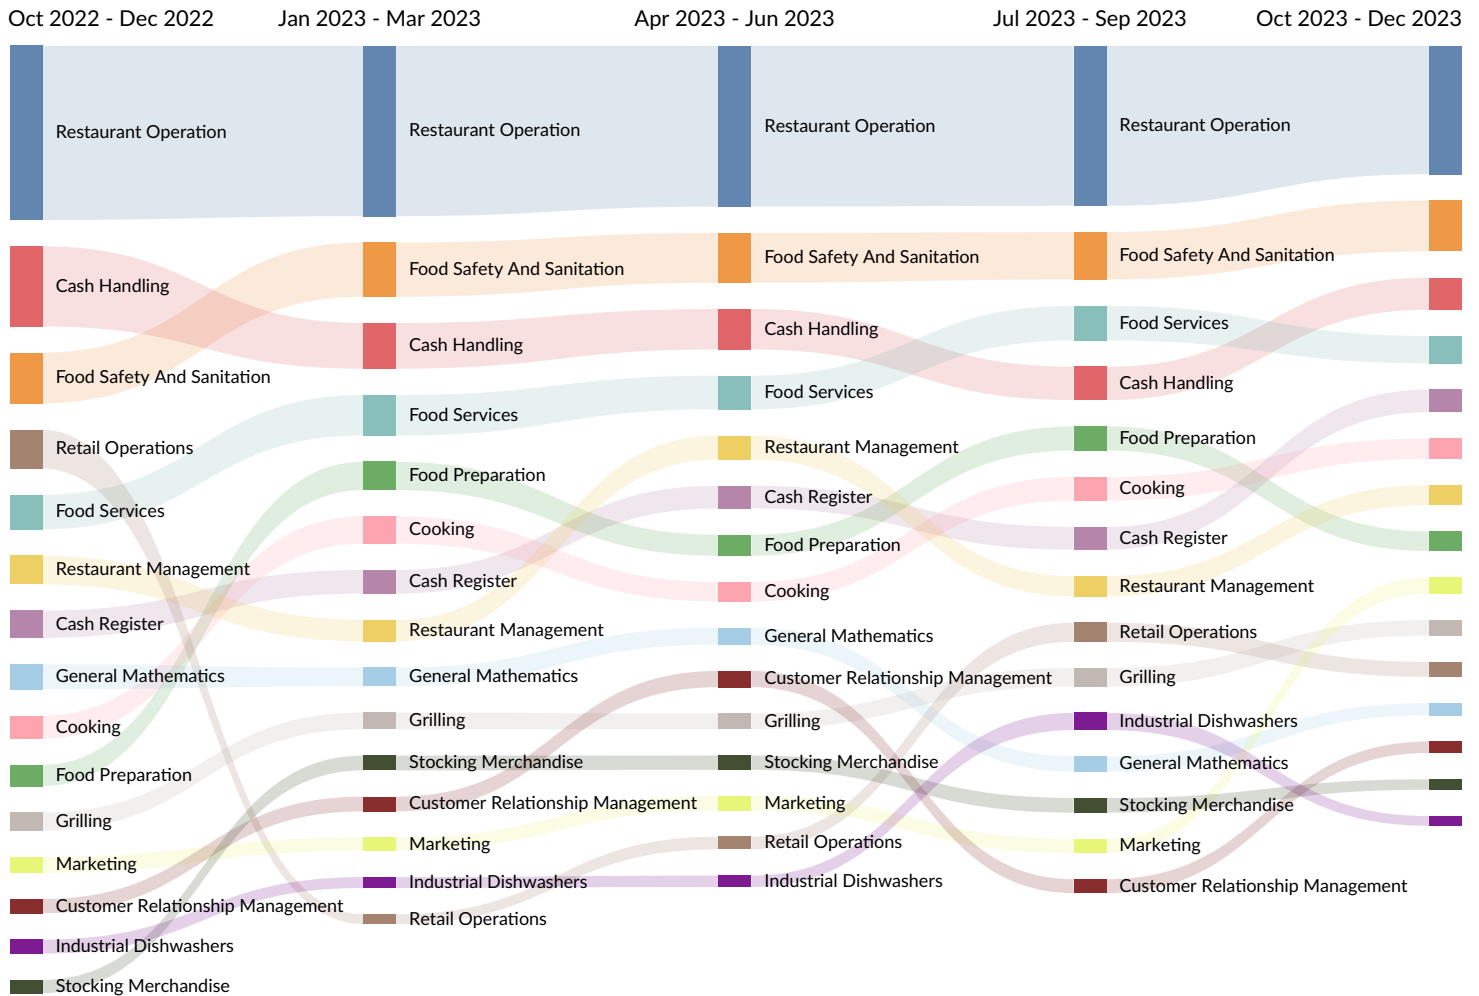 Oct 2022 - Dec 2022
Jan 2023 - Mar 2023
Apr 2023 - Jun 2023
Jul 2023 - Sep 2023
Oct 2023 - Dec 2023
Restaurant Operation
Cash Handling
Food Safety And Sanitation
Retail Operations
Food Services
Restaurant Management
Cash Register
General Mathematics
Cooking
Food Preparation
Grilling
Marketing
Customer Relationship Management
Industrial Dishwashers
Stocking Merchandise
Restaurant Operation
Food Safety And Sanitation
Cash Handling
Food Services
Food Preparation
Cooking
Cash Register
Restaurant Management
General Mathematics
Grilling
Stocking Merchandise
Customer Relationship Management
Marketing
Industrial Dishwashers
Retail Operations
Restaurant Operation
Food Safety And Sanitation
Cash Handling
Food Services
Restaurant Management
Cash Register
Food Preparation
Cooking
General Mathematics
Customer Relationship Management
Grilling
Stocking Merchandise
Marketing
Retail Operations
Industrial Dishwashers
Restaurant Operation
Food Safety And Sanitation
Food Services
Cash Handling
Food Preparation
Cooking
Cash Register
Restaurant Management
Retail Operations
Grilling
Industrial Dishwashers
General Mathematics
Stocking Merchandise
Marketing
Customer Relationship Management